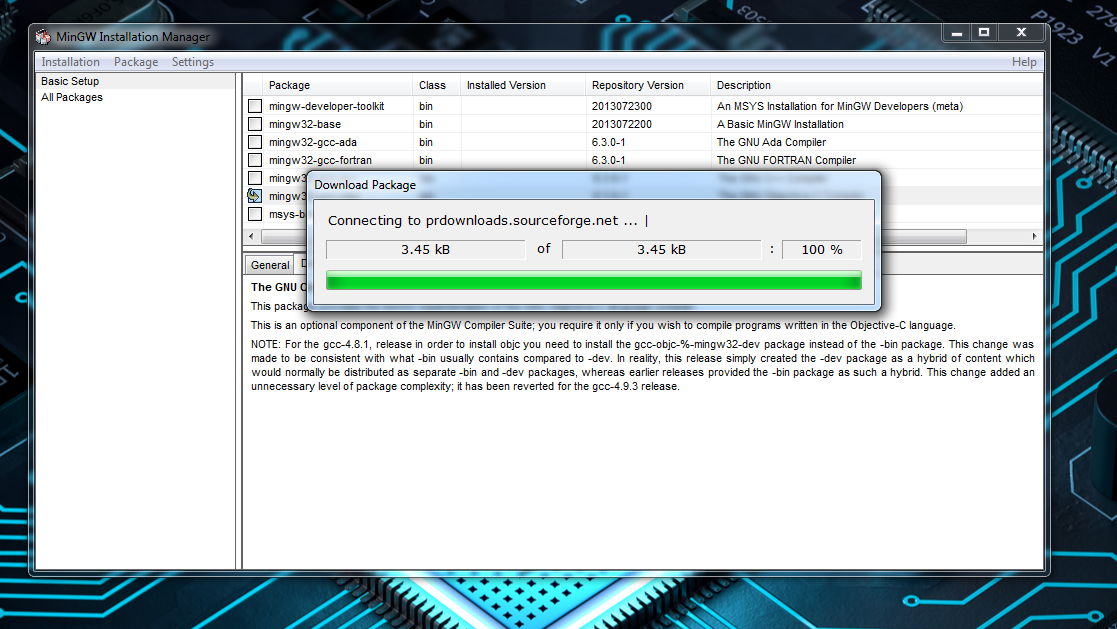 MinGW Installation Manager
Installation Package Settings Help
Basic Setup
All Packages
Package Class Installed Version Repository Version Description
mingw-developer-toolkit bin 2013072300 An MSYS Installation for MinGW Developers (meta)
mingw32-base bin 2013072200 A Basic MinGW Installation
mingw32-gcc-ada bin 6.3.0-1 The GNU Ada Compiler
mingw32-gcc-fortran bin 6.3.0-1 The GNU FORTRAN Compiler
mingw3
mingw3
msys-b
Download Package
Connecting to prdownloads.sourceforge.net ... |
3.45 kB of 3.45 kB : 100 %
General D
The GNU
This packag
This is an optional component of the MinGW Compiler Suite; you require it only if you wish to compile programs written in the Objective-C language.
NOTE: For the gcc-4.8.1, release in order to install objc you need to install the gcc-objc-%-mingw32-dev package instead of the -bin package. This change was
made to be consistent with what -bin usually contains compared to -dev. In reality, this release simply created the -dev package as a hybrid of content which
would normally be distributed as separate -bin and -dev packages, whereas earlier releases provided the -bin package as such a hybrid. This change added an
unnecessary level of package complexity; it has been reverted for the gcc-4.9.3 release.
P1923 V1